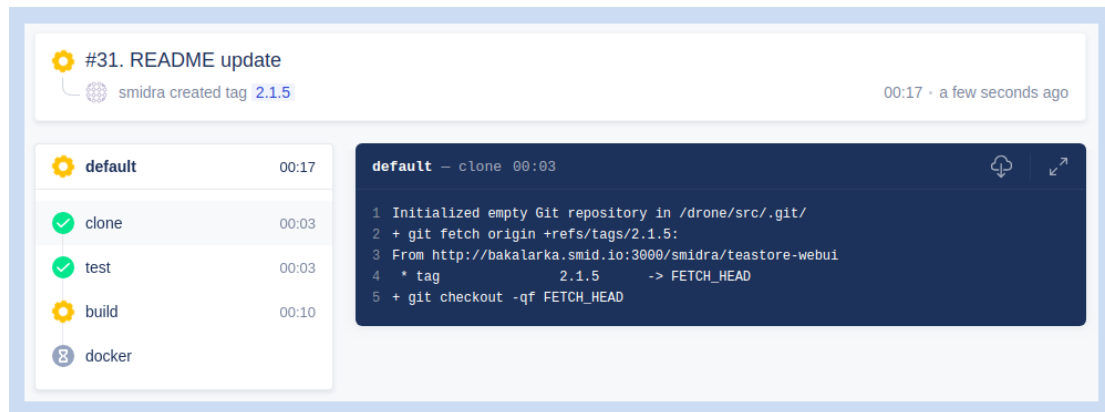 #31. README update
smidra created tag 2.1.5
00:17 • a few seconds ago
default 00:17
clone 00:03
test 00:03
build 00:10
docker
default — clone 00:03
1 Initialized empty Git repository in /drone/src/.git/
2 + git fetch origin +refs/tags/2.1.5:
3 From http://bakalarka.smid.io:3000/smidra/teastore-webui
4  * tag               2.1.5      -> FETCH_HEAD
5 + git checkout -qf FETCH_HEAD